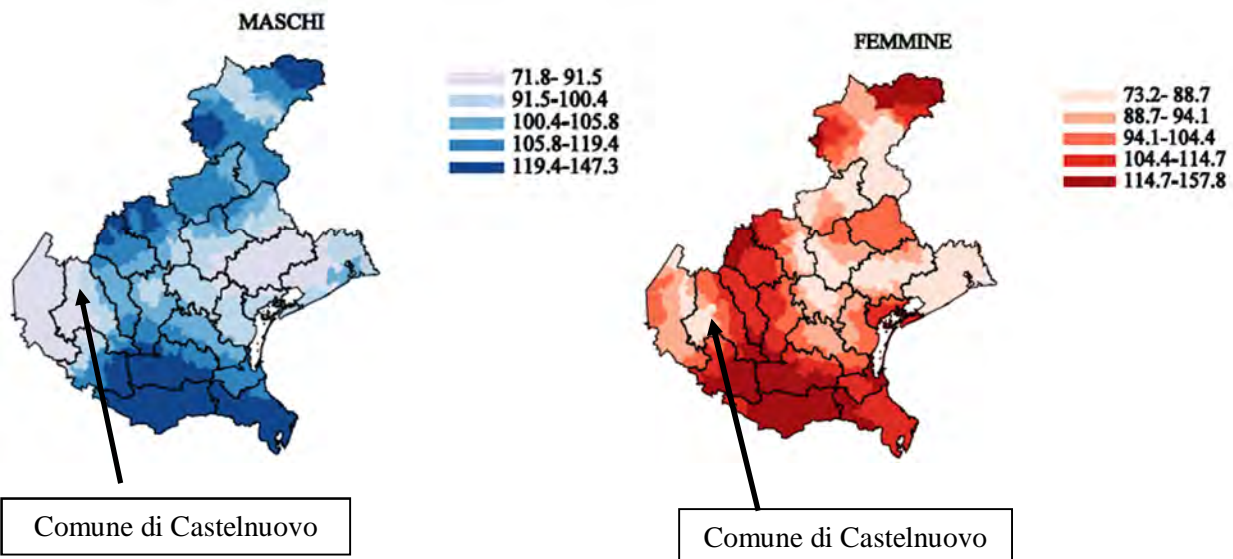 MASCHI
71.8- 91.5
91.5-100.4
100.4-105.8
105.8-119.4
119.4-147.3
Comune di Castelnuovo
FEMMINE
73.2- 88.7
88.7- 94.1
94.1-104.4
104.4-114.7
114.7-157.8
Comune di Castelnuovo